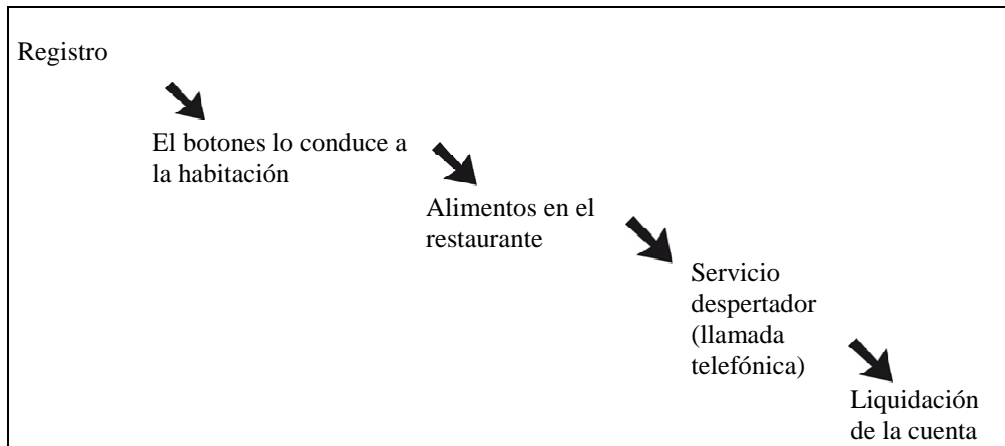 Registro
El botones lo conduce a
la habitación
Alimentos en el
restaurante
Servicio
despertador
(llamada
telefónica)
Liquidación
de la cuenta